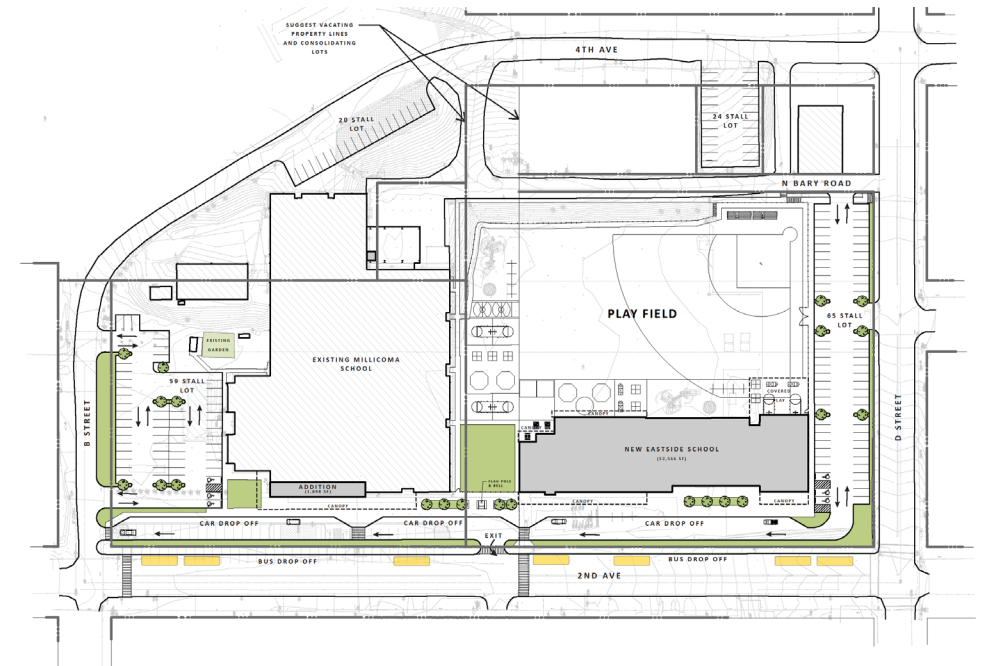 SUGGEST VACATING
PROPERTY LINES
AND CONSOLIDATING
LOTS
4TH AVE
20 STALL
LOT
24 STALL
LOT
N BARY ROAD
PLAY FIELD
65 STALL
LOT
EXISTING
GARDEN
EXISTING MILLICOMA
SCHOOL
59 STALL
LOT
B STREET
D STREET
COVERED
PLAY
CANOPY
NEW EASTSIDE SCHOOL
ADDITION
(1,898 SF)
FLAG POLE
& BELL
CANOPY
CANOPY
CANOPY
CAR DROP OFF
CAR DROP OFF
CAR DROP OFF
EXIT
BUS DROP OFF
BUS DROP OFF
2ND AVE